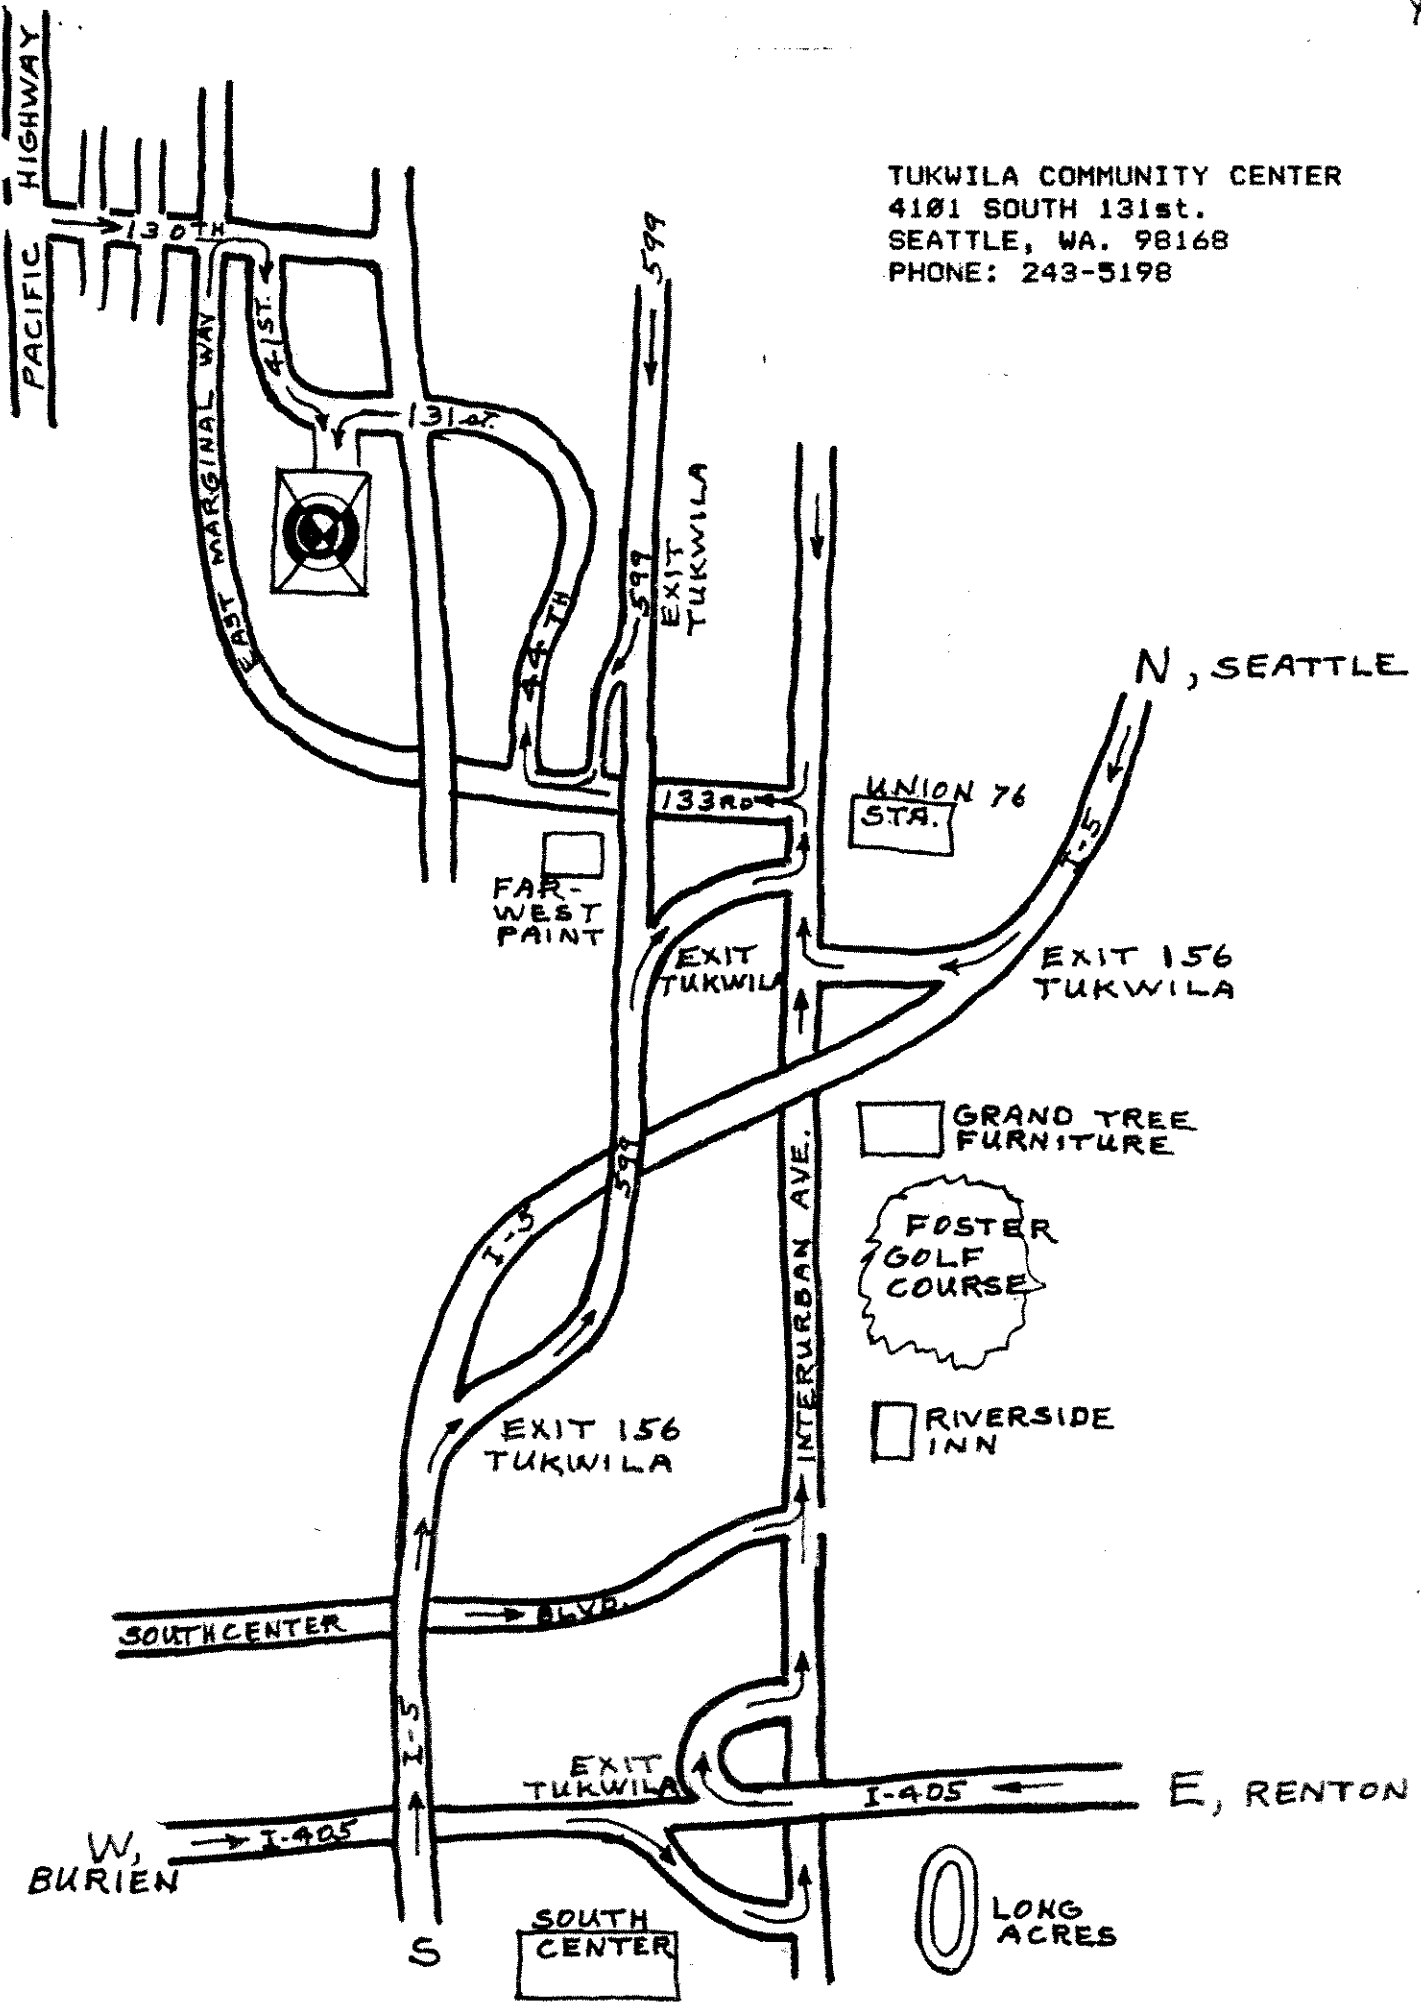 PACIFIC HIGHWAY
130TH
TUKWILA COMMUNITY CENTER
4101 SOUTH 131st.
SEATTLE, WA. 98168
PHONE: 243-5198
599
41ST.
EAST MARGINAL WAY
131ST.
EXIT
TUKWILA
599
44TH
N, SEATTLE
133RD
UNION 76
STA.
I-5
FAR-
WEST
PAINT
EXIT
TUKWILA
EXIT 156
TUKWILA
GRAND TREE
FURNITURE
599
INTERURBAN AVE.
I-5
FOSTER
GOLF
COURSE
EXIT 156
TUKWILA
RIVERSIDE
INN
SOUTHCENTER BLVD.
I-5
EXIT
TUKWILA
I-405
E, RENTON
W,
BURIEN
I-405
S
SOUTH
CENTER
LONG
ACRES